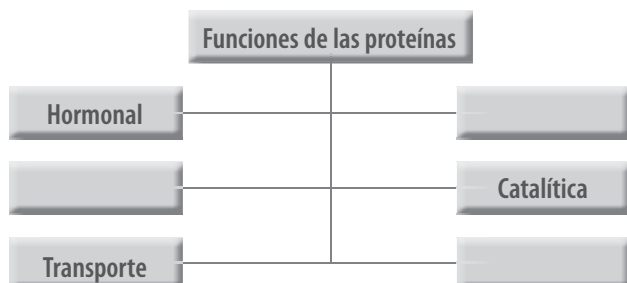 Funciones de las proteínas
Hormonal
Catalítica
Transporte